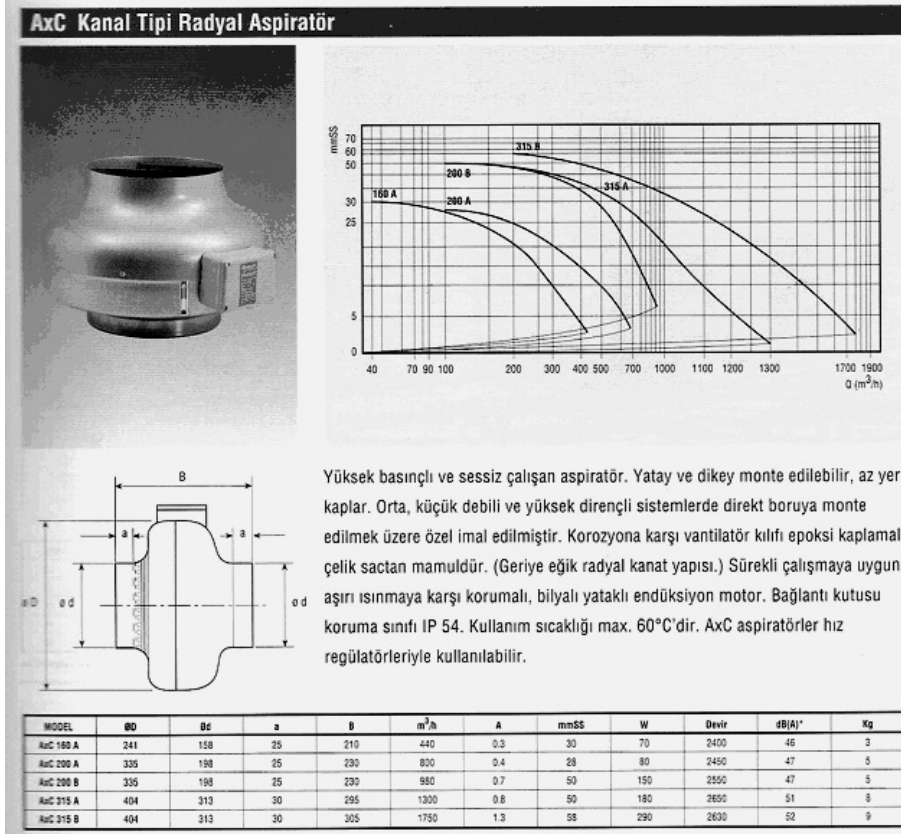 AxC Kanal Tipi Radyal Aspiratör
mmSS
70
60
50
30
25
5
0
315 B
200 B
315 A
160 A
200 A
40 70 90 100 200 300 400 500 700 1000 1100 1200 1300 1700 1900
Q (m³/h)
B
a a
ø d ø d
Yüksek basınçlı ve sessiz çalışan aspiratör. Yatay ve dikey monte edilebilir, az yer
kaplar. Orta, küçük debili ve yüksek dirençli sistemlerde direkt boruya monte
edilmek üzere özel imal edilmiştir. Korozyona karşı vantilatör kılıfı epoksi kaplamal
çelik sactan mamuldür. (Geriye eğik radyal kanat yapısı.) Sürekli çalışmaya uygun
aşırı ısınmaya karşı korumalı, bilyalı yataklı endüksiyon motor. Bağlantı kutusu
koruma sınıfı IP 54. Kullanım sıcaklığı max. 60°C'dir. AxC aspiratörler hız
regülatörleriyle kullanılabilir.
MODEL ØD Ød a B m³/h A mmSS W Devir dB(A)* Kg
AxC 160 A 241 158 25 210 440 0.3 30 70 2400 46 3
AxC 200 A 335 198 25 230 800 0.4 28 80 2450 47 5
AxC 200 B 335 198 25 230 980 0.7 50 150 2550 47 5
AxC 315 A 404 313 30 295 1300 0.8 50 180 2650 51 8
AxC 315 B 404 313 30 305 1750 1.3 58 290 2630 52 9